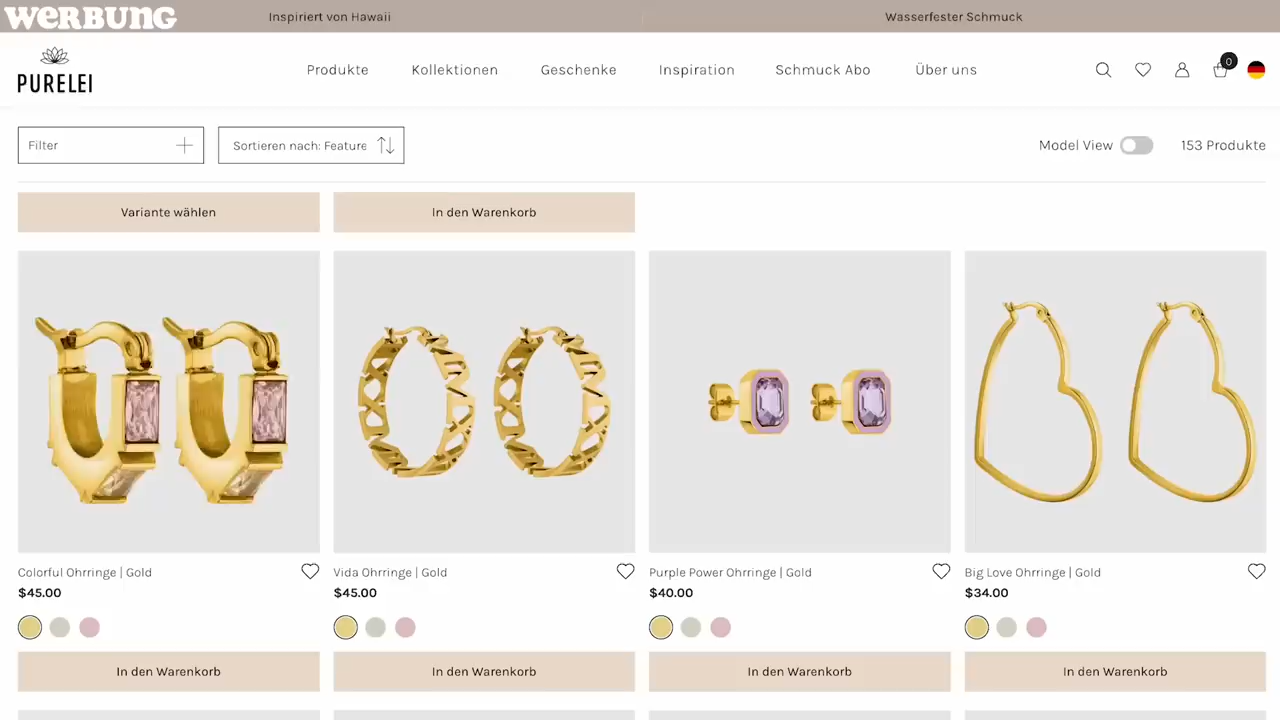 WERBUNG
Inspiriert von Hawaii
Wasserfester Schmuck
PURELEI
Produkte
Kollektionen
Geschenke
Inspiration
Schmuck Abo
Über uns
0
Filter
Sortieren nach: Feature
Model View
153 Produkte
Variante wählen
In den Warenkorb
Colorful Ohrringe | Gold
$45.00
Vida Ohrringe | Gold
$45.00
Purple Power Ohrringe | Gold
$40.00
Big Love Ohrringe | Gold
$34.00
In den Warenkorb
In den Warenkorb
In den Warenkorb
In den Warenkorb